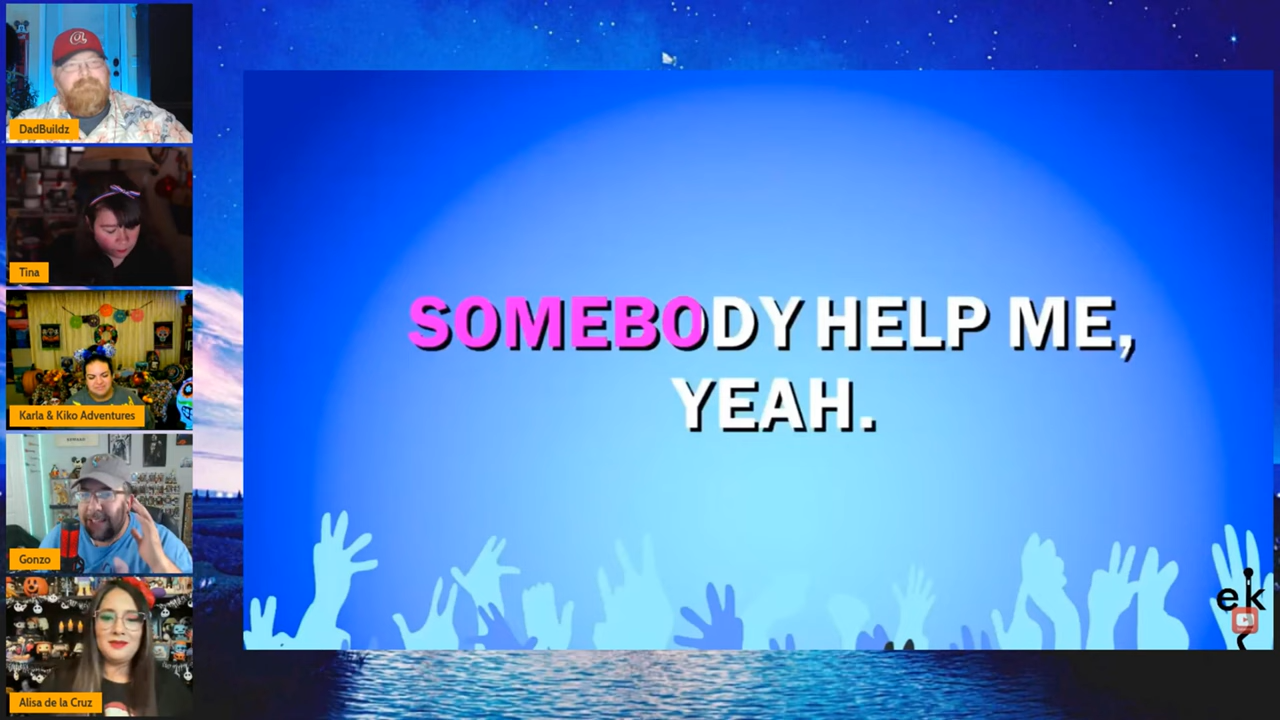 DadBuildz
Tina
Karla & Kiko Adventures
Gonzo
Alisa de la Cruz
SOMEBODY HELP ME,
YEAH.
ek